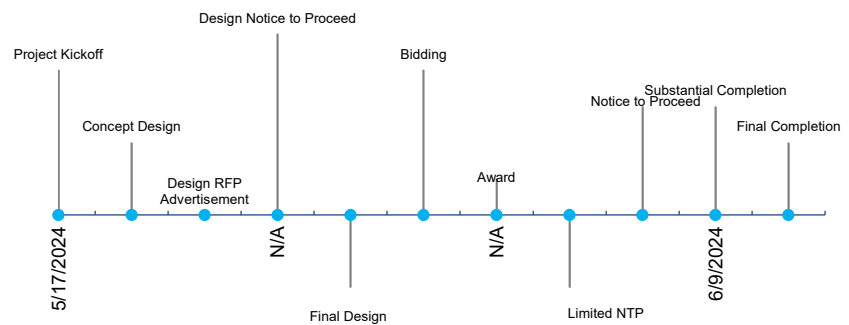 Design Notice to Proceed
Project Kickoff
Bidding
Substantial Completion
Notice to Proceed
Concept Design
Final Completion
Award
Design RFP
Advertisement
5/17/2024
N/A
N/A
6/9/2024
Final Design
Limited NTP